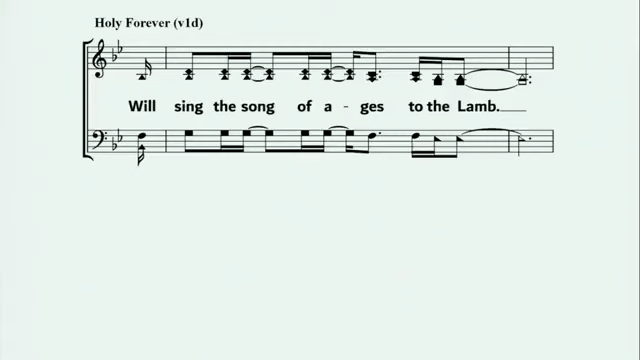 Holy Forever (v1d)
Will sing the song of a - ges to the Lamb.